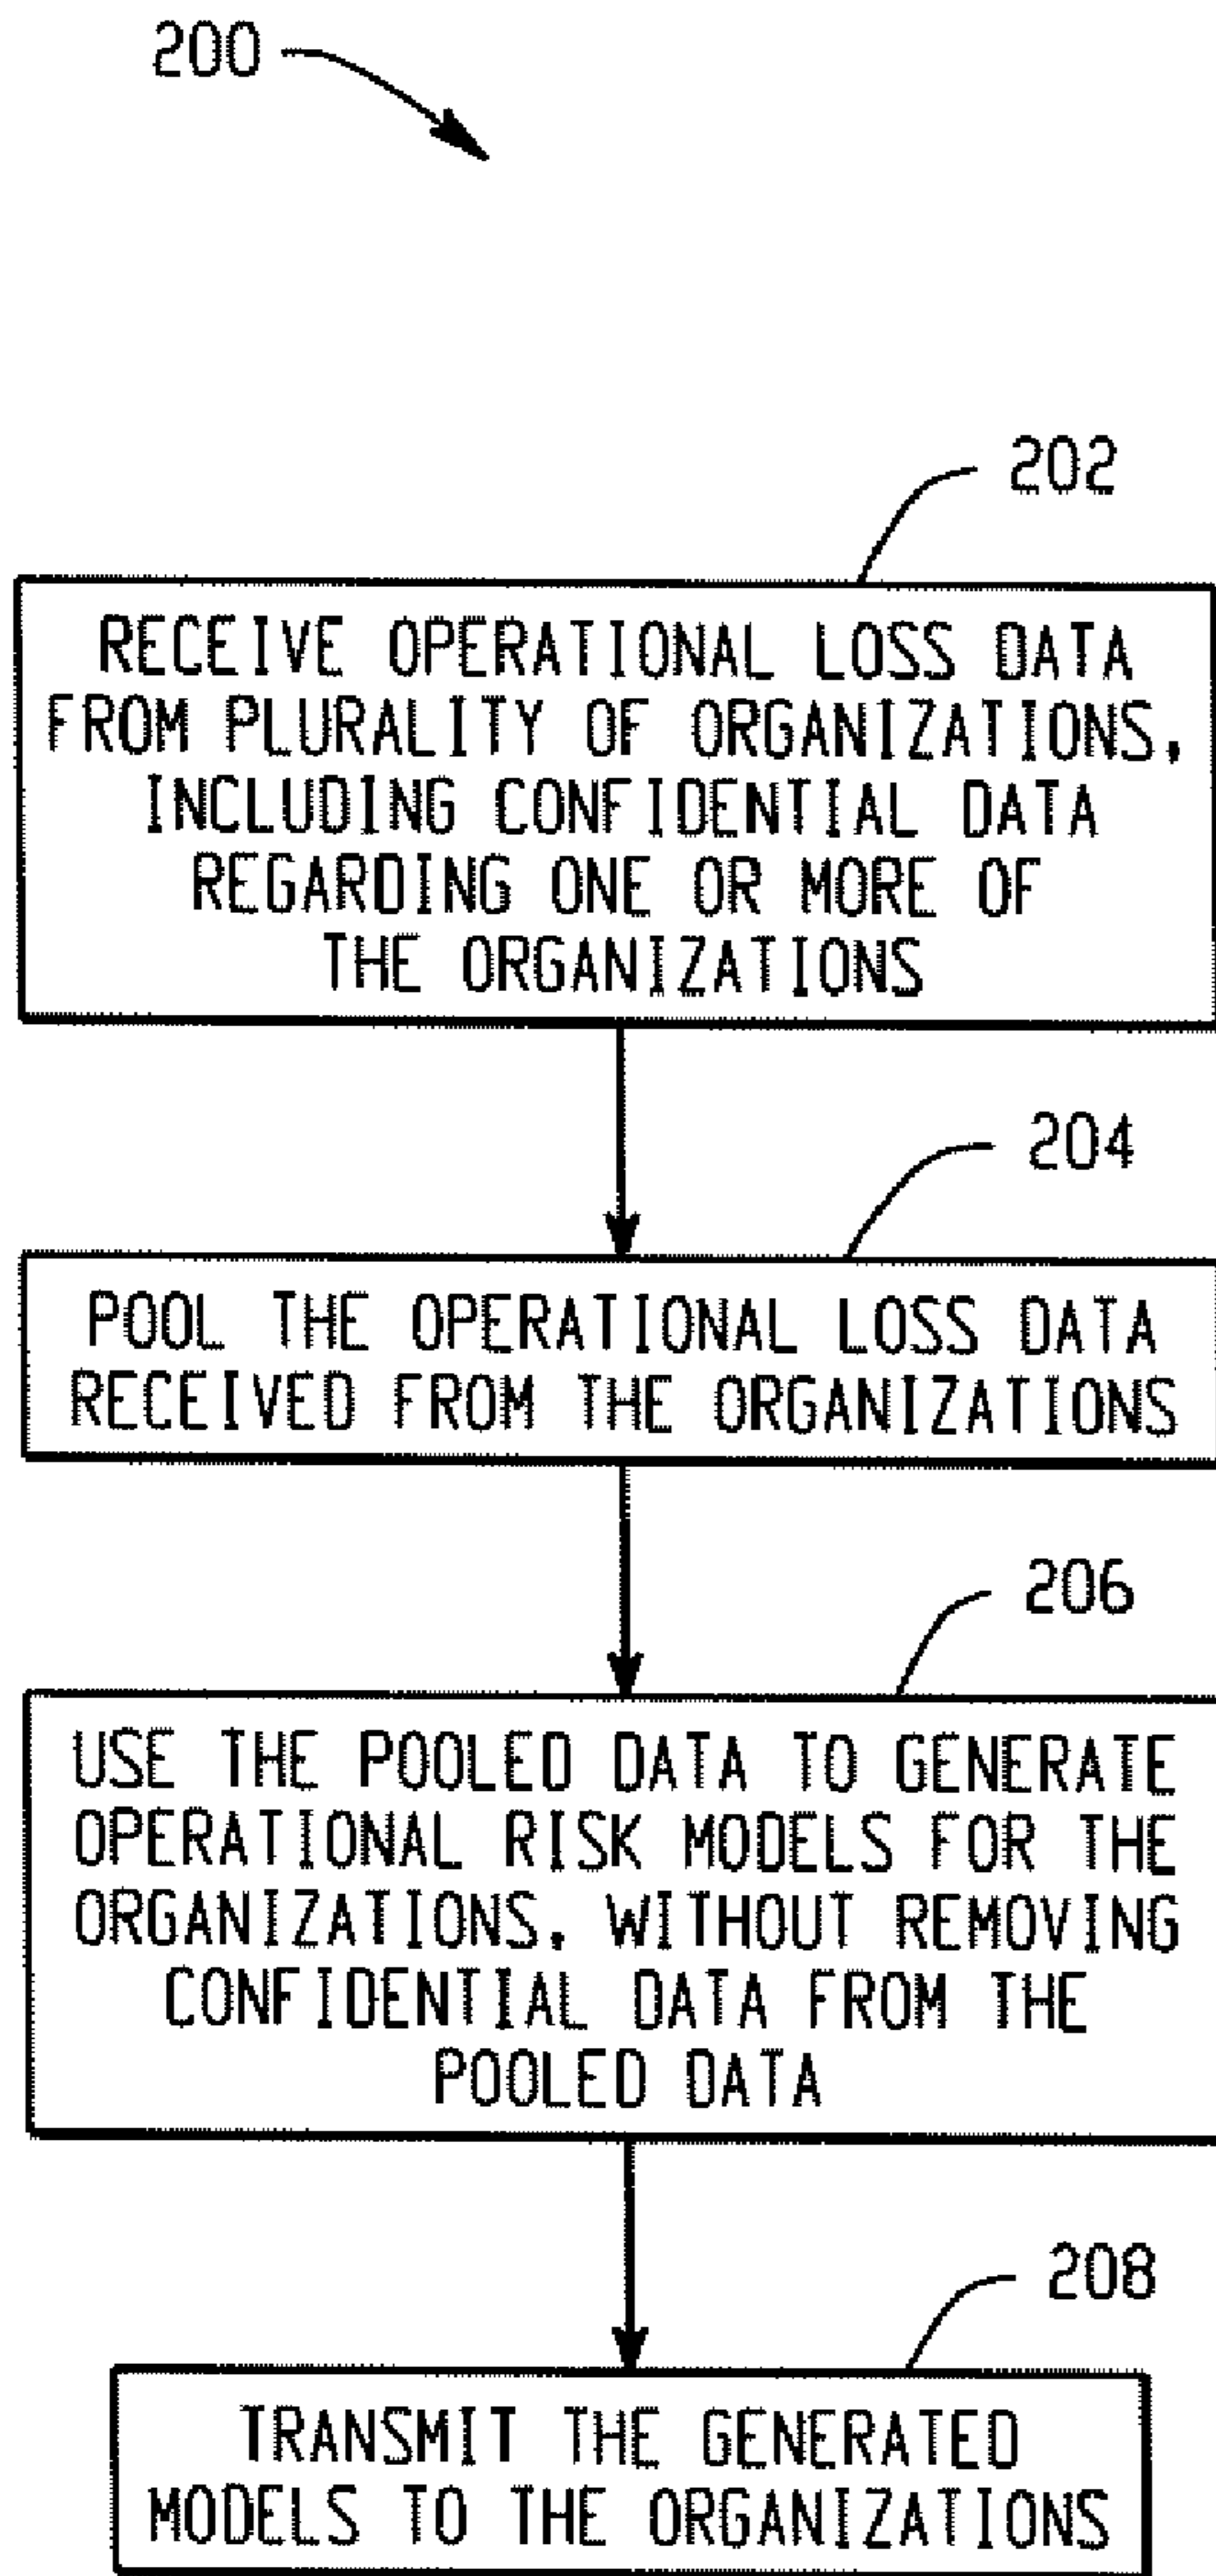 200
202
RECEIVE OPERATIONAL LOSS DATA
FROM PLURALITY OF ORGANIZATIONS,
INCLUDING CONFIDENTIAL DATA
REGARDING ONE OR MORE OF
THE ORGANIZATIONS
204
POOL THE OPERATIONAL LOSS DATA
RECEIVED FROM THE ORGANIZATIONS
206
USE THE POOLED DATA TO GENERATE
OPERATIONAL RISK MODELS FOR THE
ORGANIZATIONS, WITHOUT REMOVING
CONFIDENTIAL DATA FROM THE
POOLED DATA
208
TRANSMIT THE GENERATED
MODELS TO THE ORGANIZATIONS